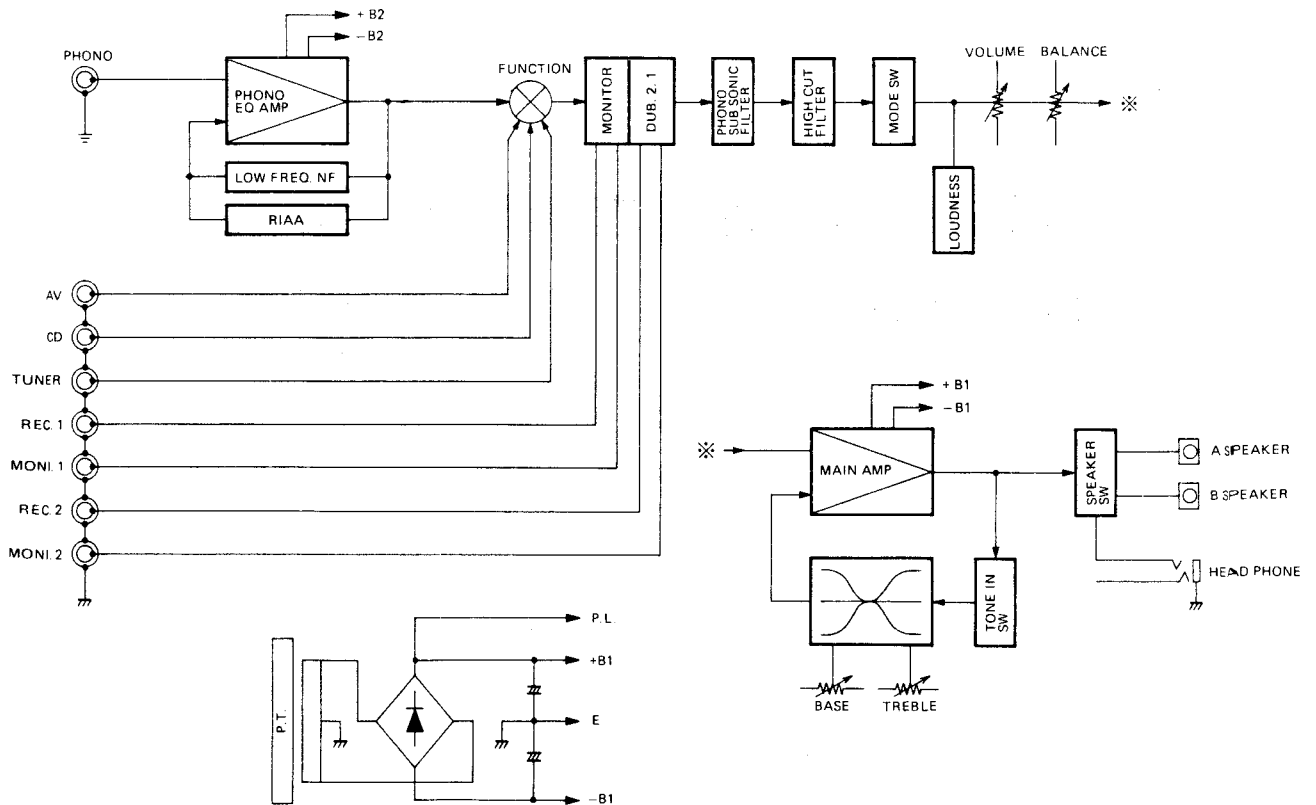 +B2
−B2
PHONO
PHONO
EQ AMP
LOW FREQ. NF
RIAA
FUNCTION
MONITOR
DUB. 2. 1
PHONO
SUB SONIC
FILTER
HIGH CUT
FILTER
MODE SW
VOLUME
BALANCE
※
LOUDNESS
AV
CD
TUNER
REC. 1
MONI. 1
REC. 2
MONI. 2
+B1
−B1
※
MAIN AMP
SPEAKER
SW
A SPEAKER
B SPEAKER
HEAD PHONE
TONE IN
SW
BASE
TREBLE
P.T.
P.L.
+B1
E
−B1